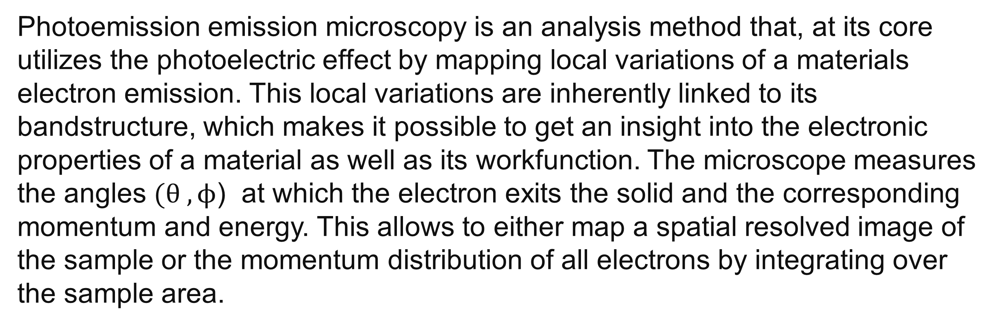 Photoemission emission microscopy is an analysis method that, at its core
utilizes the photoelectric effect by mapping local variations of a materials
electron emission. This local variations are inherently linked to its
bandstructure, which makes it possible to get an insight into the electronic
properties of a material as well as its workfunction. The microscope measures
the angles (θ , ϕ) at which the electron exits the solid and the corresponding
momentum and energy. This allows to either map a spatial resolved image of
the sample or the momentum distribution of all electrons by integrating over
the sample area.